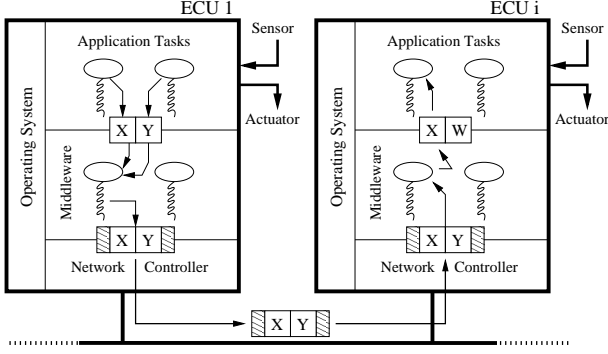 ECU 1
Application Tasks
Sensor
Actuator
Operating System
X Y
Middleware
X Y
Network Controller
X Y
ECU i
Application Tasks
Sensor
Actuator
Operating System
X W
Middleware
X Y
Network Controller